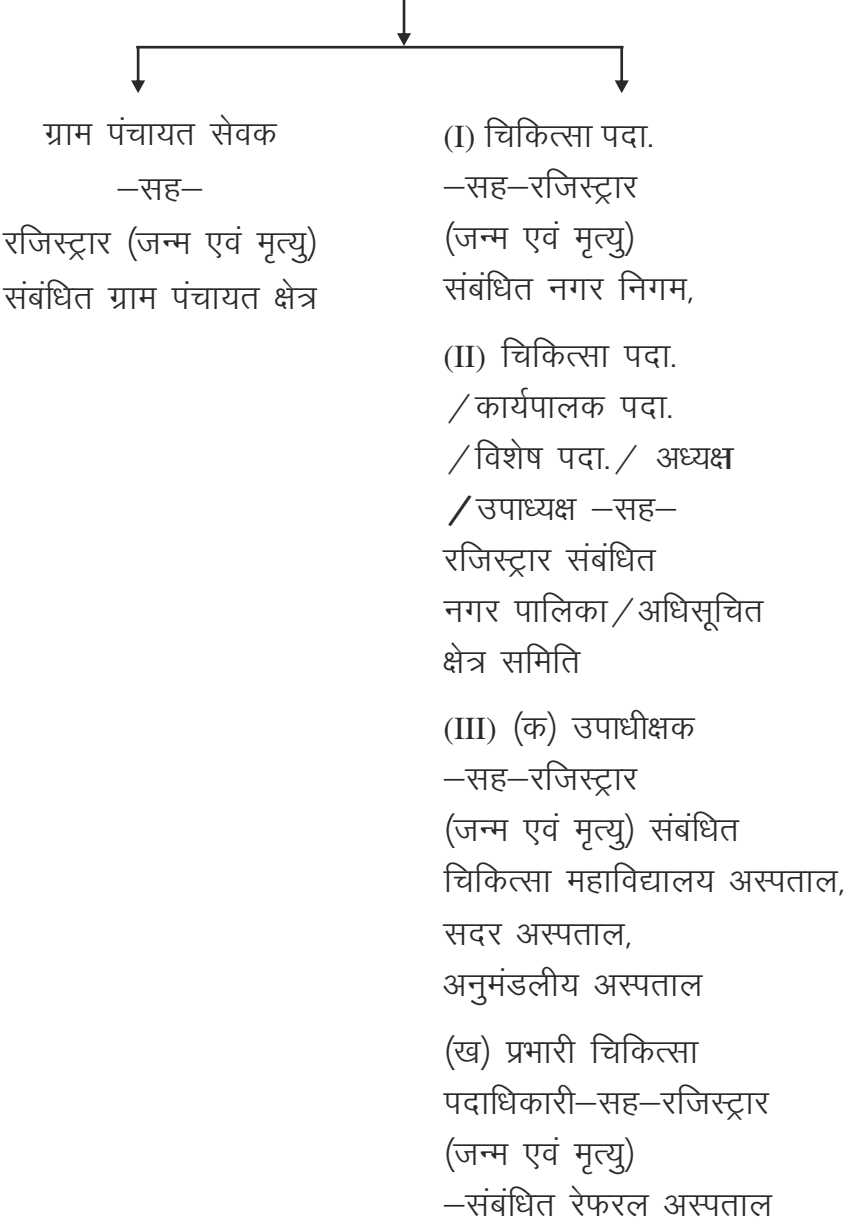 ग्राम पंचायत सेवक
–सह–
रजिस्ट्रार (जन्म एवं मृत्यु)
संबंधित ग्राम पंचायत क्षेत्र
(I) चिकित्सा पदा.
–सह–रजिस्ट्रार
(जन्म एवं मृत्यु)
संबंधित नगर निगम,
(II) चिकित्सा पदा.
/कार्यपालक पदा.
/विशेष पदा./ अध्यक्ष
/उपाध्यक्ष –सह–
रजिस्ट्रार संबंधित
नगर पालिका/अधिसूचित
क्षेत्र समिति
(III) (क) उपाधीक्षक
–सह–रजिस्ट्रार
(जन्म एवं मृत्यु) संबंधित
चिकित्सा महाविद्यालय अस्पताल,
सदर अस्पताल,
अनुमंडलीय अस्पताल
(ख) प्रभारी चिकित्सा
पदाधिकारी–सह–रजिस्ट्रार
(जन्म एवं मृत्यु)
–संबंधित रेफरल अस्पताल